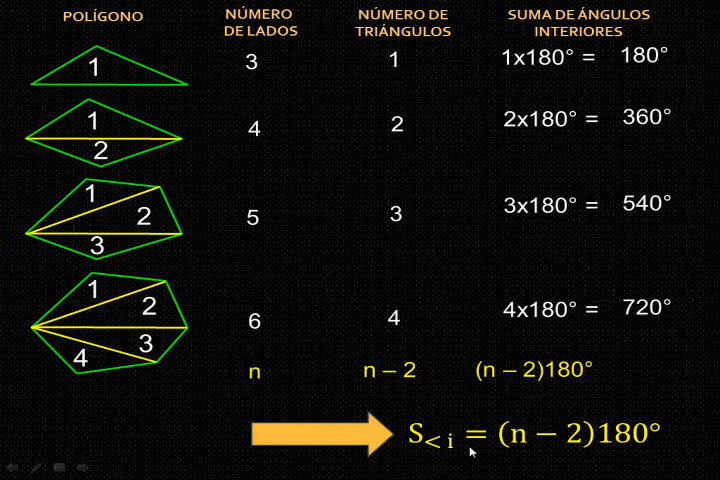 POLÍGONO NÚMERO DE LADOS NÚMERO DE TRIÁNGULOS SUMA DE ÁNGULOS INTERIORES
1 3 1 1x180° = 180°
1 2 4 2 2x180° = 360°
1 2 3 5 3 3x180° = 540°
1 2 3 4 6 4 4x180° = 720°
n n – 2 (n – 2)180°
S< i = (n − 2)180°